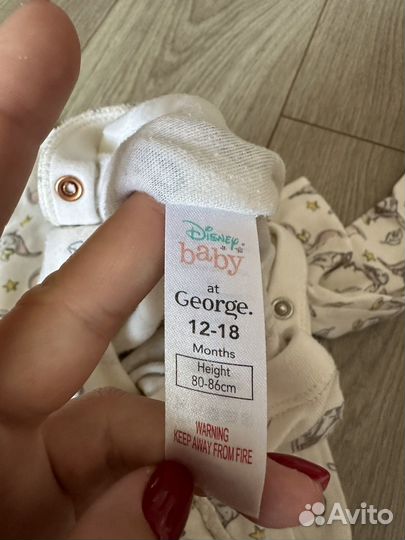 Disney
baby
at
George.
12-18
Months
Height
80-86cm
WARNING
KEEP AWAY FROM FIRE
Avito